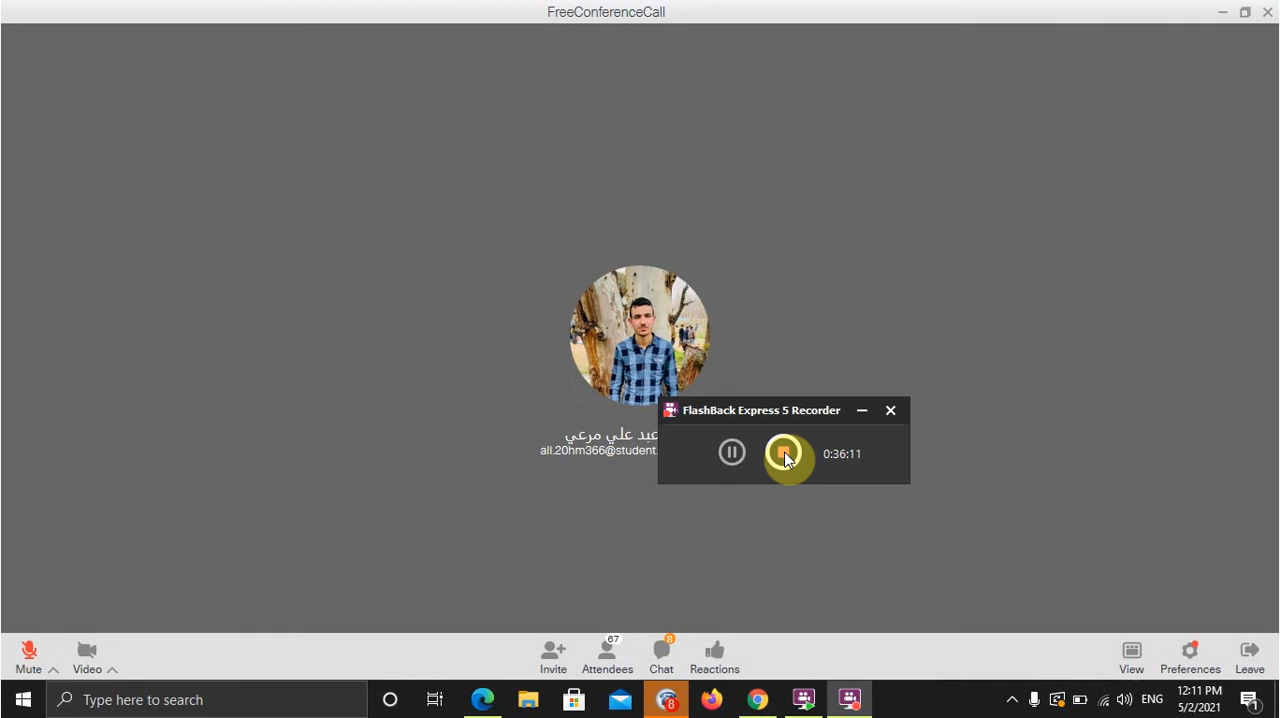 FreeConferenceCall
FlashBack Express 5 Recorder
0:36:11
عبد علي مرعي
all.20hm366@student.
67
8
Mute
Video
Invite
Attendees
Chat
Reactions
View
Preferences
Leave
Type here to search
8
ENG
12:11 PM
5/2/2021
1